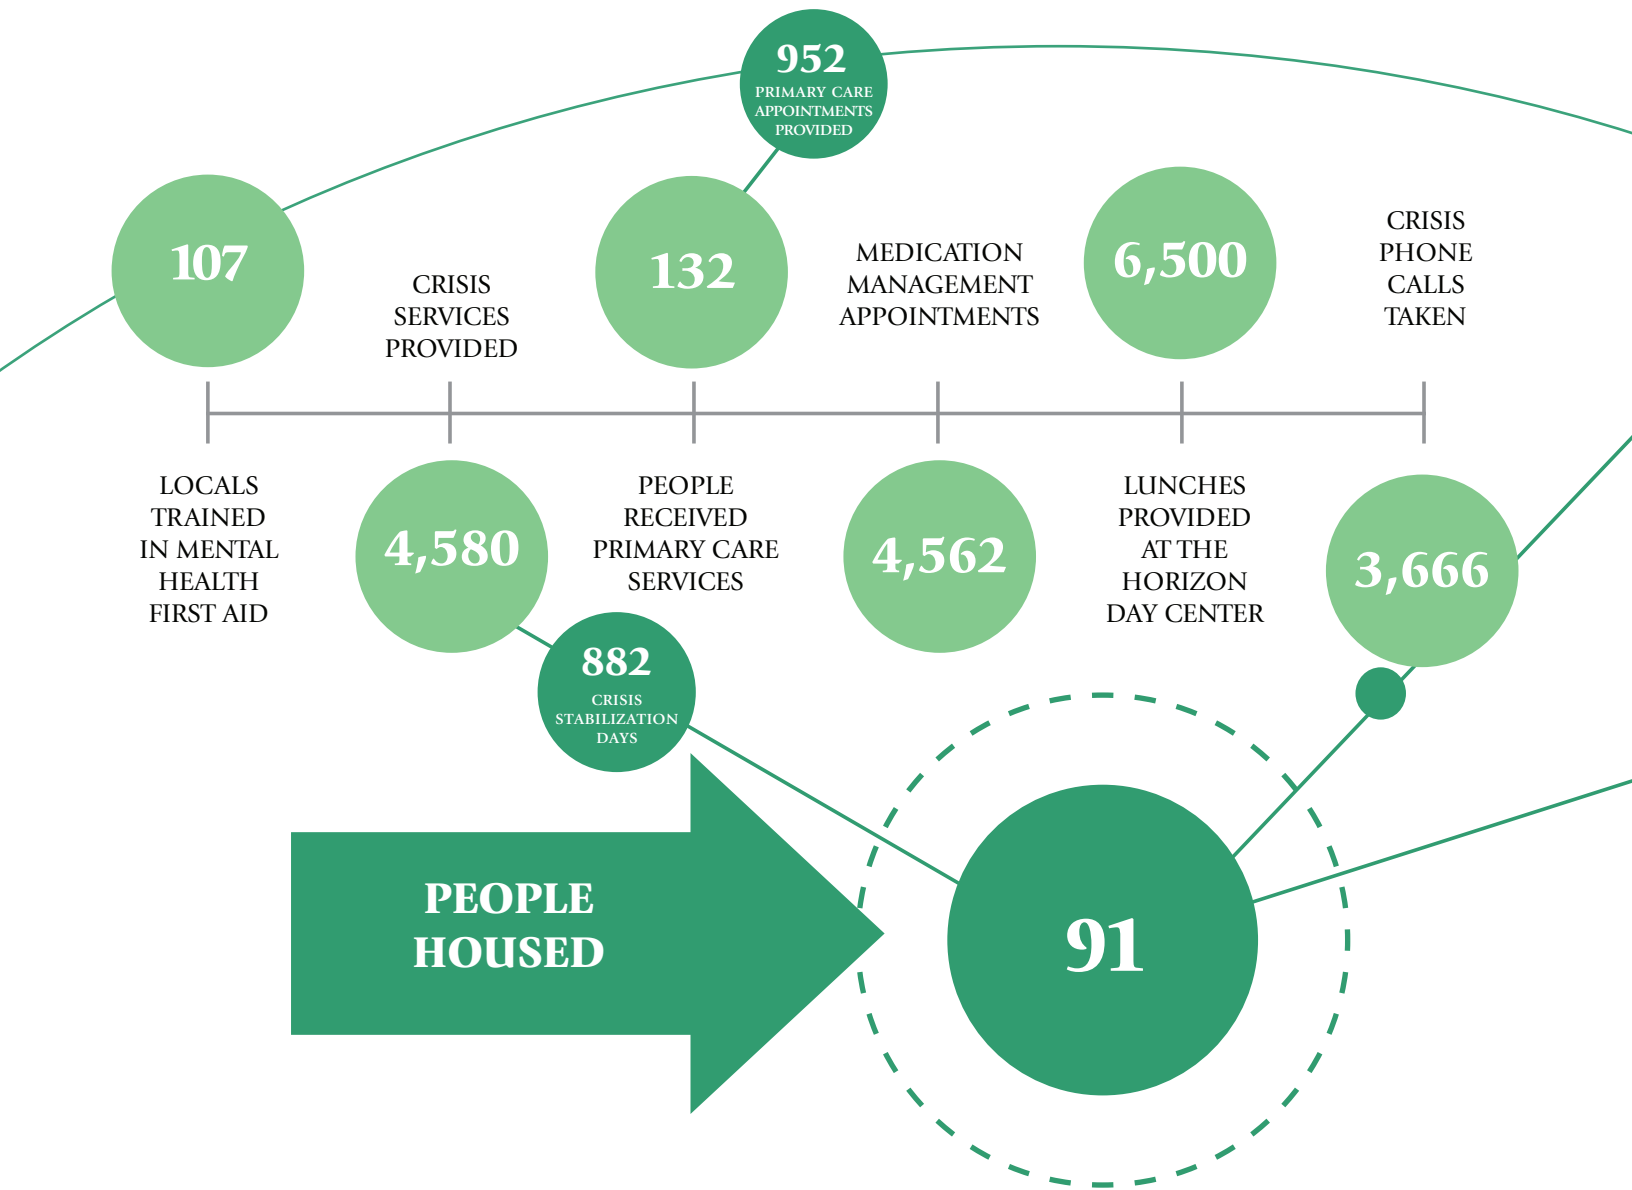 952
PRIMARY CARE
APPOINTMENTS
PROVIDED
107
LOCALS
TRAINED
IN MENTAL
HEALTH
FIRST AID
CRISIS
SERVICES
PROVIDED
4,580
882
CRISIS
STABILIZATION
DAYS
132
PEOPLE
RECEIVED
PRIMARY CARE
SERVICES
MEDICATION
MANAGEMENT
APPOINTMENTS
4,562
6,500
LUNCHES
PROVIDED
AT THE
HORIZON
DAY CENTER
CRISIS
PHONE
CALLS
TAKEN
3,666
PEOPLE
HOUSED
91